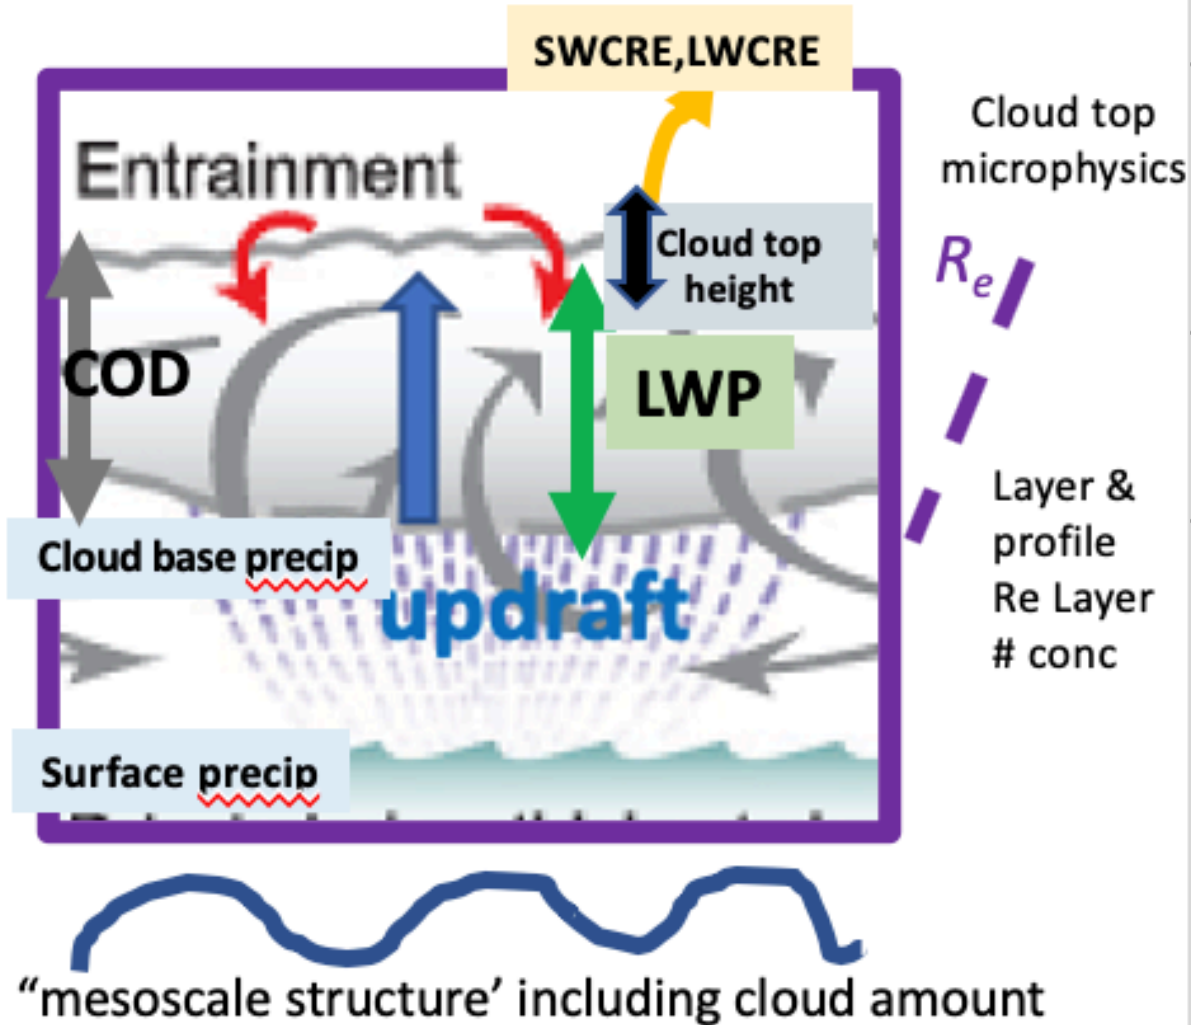 SWCRE,LWCRE
Cloud top
microphysics
Entrainment
Cloud top
height
Re
COD
LWP
Layer &
profile
Re Layer
# conc
Cloud base precip
updraft
Surface precip
“mesoscale structure’ including cloud amount